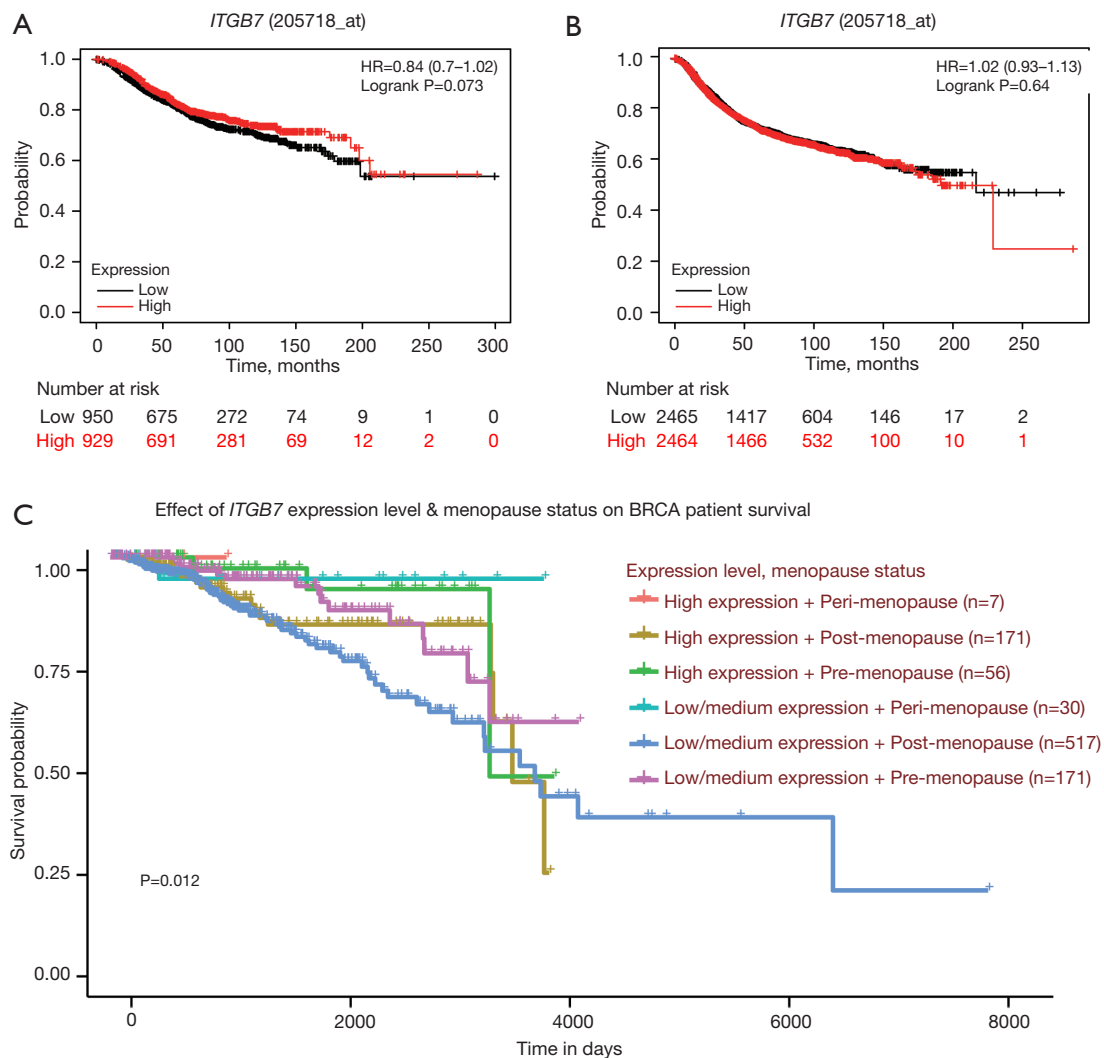 A
ITGB7 (205718_at)
HR=0.84 (0.7–1.02)
Logrank P=0.073
Probability
1.0
0.8
0.6
0.4
0.2
0.0
Expression
Low
High
0 50 100 150 200 250 300
Time, months
Number at risk
Low 950 675 272 74 9 1 0
High 929 691 281 69 12 2 0
B
ITGB7 (205718_at)
HR=1.02 (0.93–1.13)
Logrank P=0.64
Probability
1.0
0.8
0.6
0.4
0.2
0.0
Expression
Low
High
0 50 100 150 200 250
Time, months
Number at risk
Low 2465 1417 604 146 17 2
High 2464 1466 532 100 10 1
C
Effect of ITGB7 expression level & menopause status on BRCA patient survival
Survival probability
1.00
0.75
0.50
0.25
0.00
P=0.012
Expression level, menopause status
High expression + Peri-menopause (n=7)
High expression + Post-menopause (n=171)
High expression + Pre-menopause (n=56)
Low/medium expression + Peri-menopause (n=30)
Low/medium expression + Post-menopause (n=517)
Low/medium expression + Pre-menopause (n=171)
0 2000 4000 6000 8000
Time in days